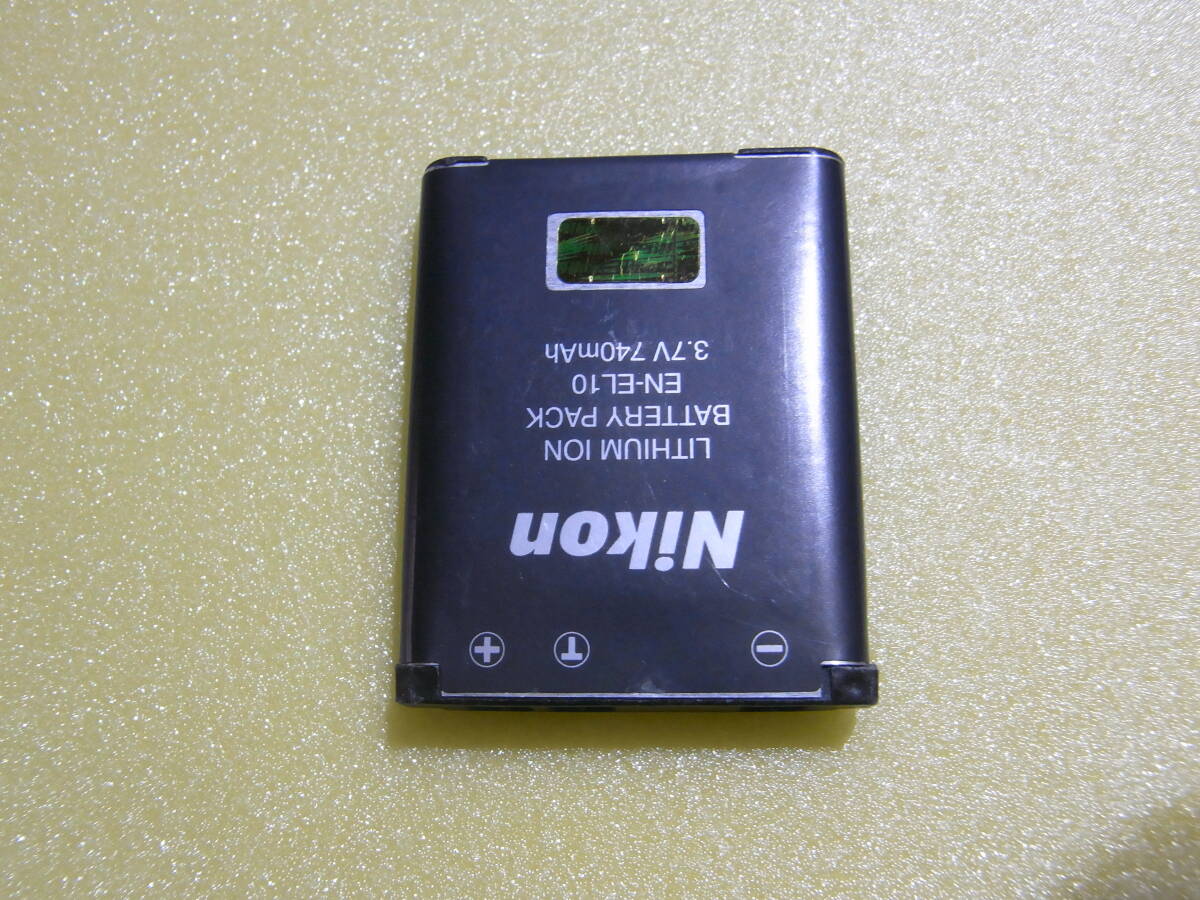 Nikon
LITHIUM ION
BATTERY PACK
EN-EL10
3.7V 740mAh
+ T −